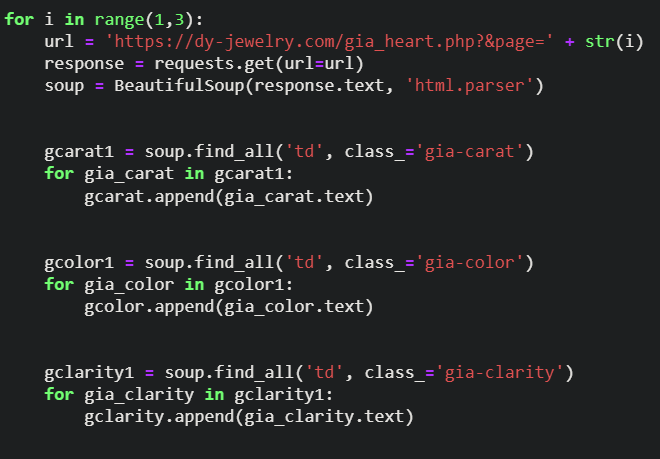 for i in range(1,3):
    url = 'https://dy-jewelry.com/gia_heart.php?&page=' + str(i)
    response = requests.get(url=url)
    soup = BeautifulSoup(response.text, 'html.parser')
    gcarat1 = soup.find_all('td', class_='gia-carat')
    for gia_carat in gcarat1:
        gcarat.append(gia_carat.text)
    gcolor1 = soup.find_all('td', class_='gia-color')
    for gia_color in gcolor1:
        gcolor.append(gia_color.text)
    gclarity1 = soup.find_all('td', class_='gia-clarity')
    for gia_clarity in gclarity1:
        gclarity.append(gia_clarity.text)